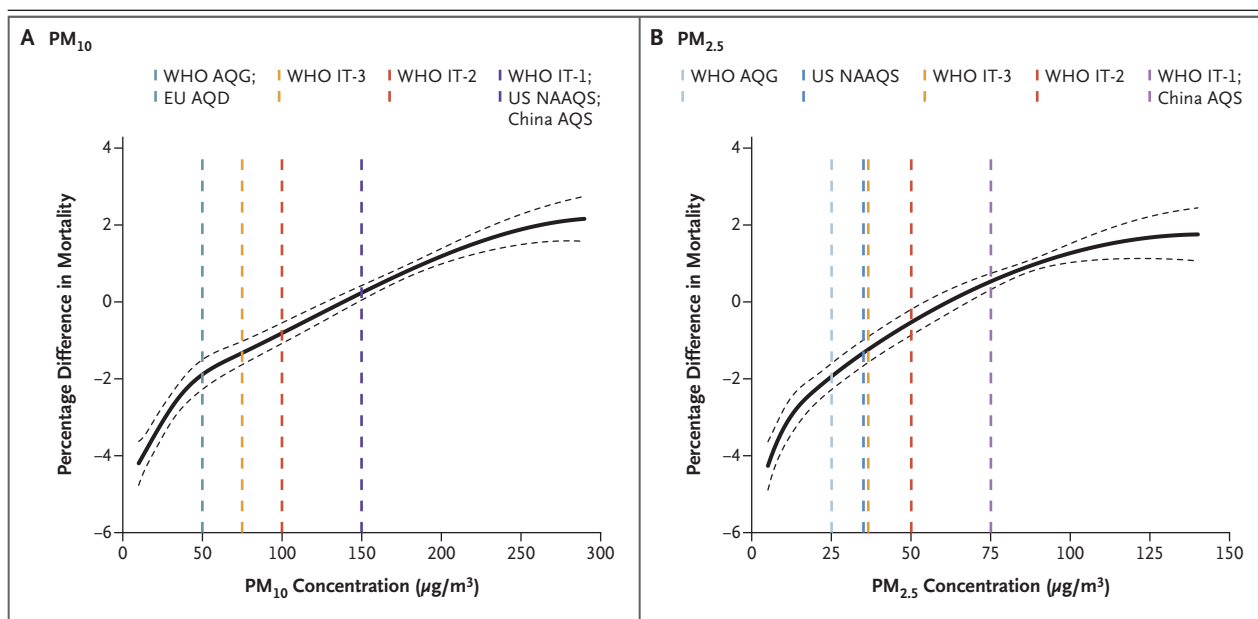 A PM10
WHO AQG;
EU AQD
WHO IT-3
WHO IT-2
WHO IT-1;
US NAAQS;
China AQS
Percentage Difference in Mortality
4
2
0
−2
−4
−6
0 50 100 150 200 250 300
PM10 Concentration (μg/m³)
B PM2.5
WHO AQG
US NAAQS
WHO IT-3
WHO IT-2
WHO IT-1;
China AQS
Percentage Difference in Mortality
4
2
0
−2
−4
−6
0 25 50 75 100 125 150
PM2.5 Concentration (μg/m³)